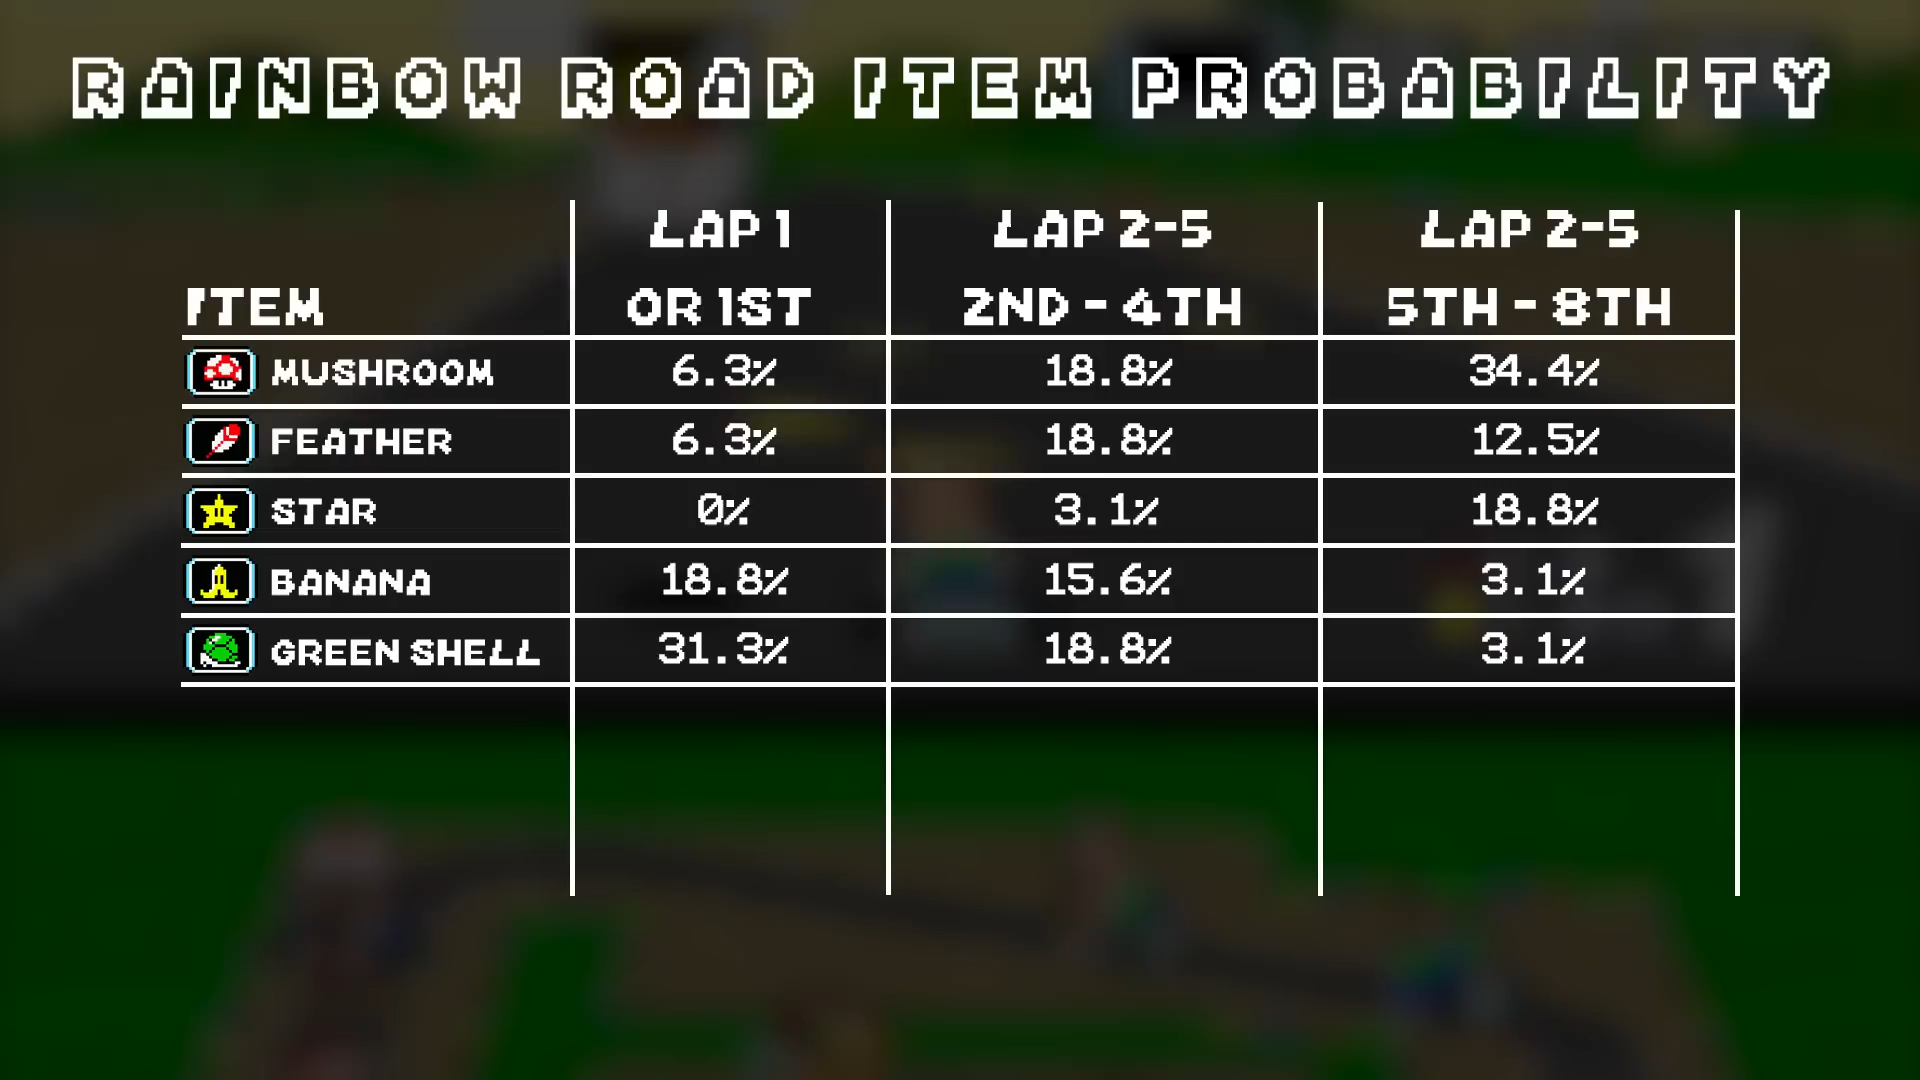 RAINBOW ROAD ITEM PROBABILITY
LAP 1 LAP 2-5 LAP 2-5
ITEM OR 1ST 2ND - 4TH 5TH - 8TH
MUSHROOM 6.3% 18.8% 34.4%
FEATHER 6.3% 18.8% 12.5%
STAR 0% 3.1% 18.8%
BANANA 18.8% 15.6% 3.1%
GREEN SHELL 31.3% 18.8% 3.1%